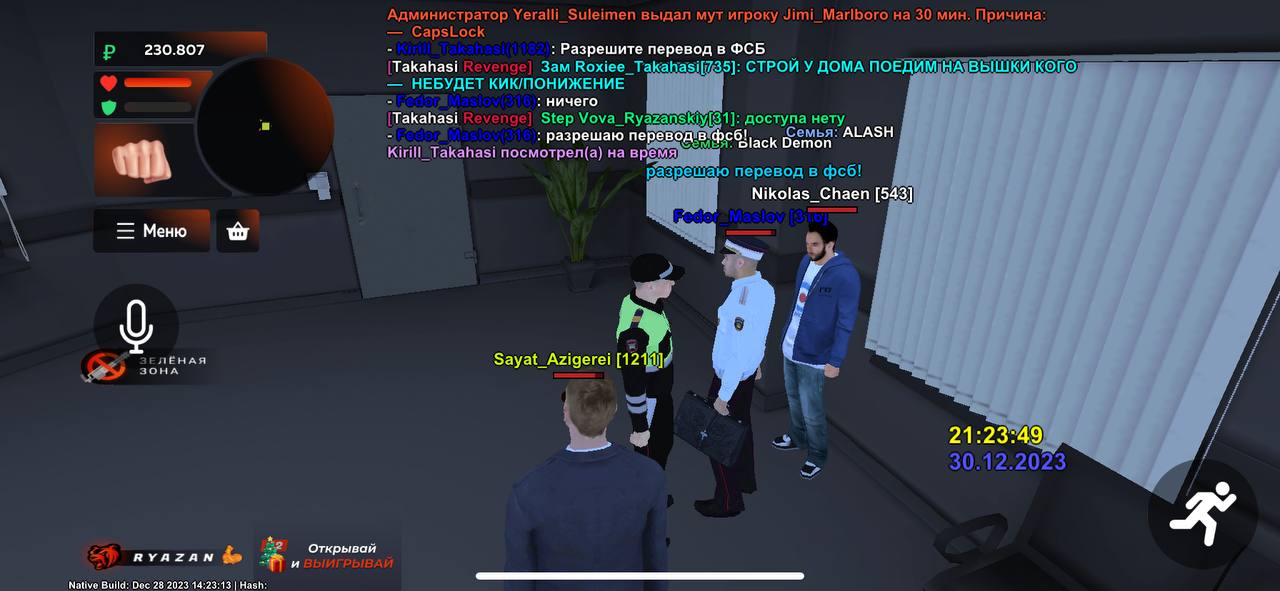 230.807
Меню
ЗЕЛЁНАЯ
ЗОНА
Администратор Yeralli_Suleimen выдал мут игроку Jimi_Marlboro на 30 мин. Причина:
— CapsLock
- Kirill_Takahasi(1182): Разрешите перевод в ФСБ
[Takahasi Revenge] Зам Roxiee_Takahasi[735]: СТРОЙ У ДОМА ПОЕДИМ НА ВЫШКИ КОГО
— НЕБУДЕТ КИК/ПОНИЖЕНИЕ
- Fedor_Maslov(316): ничего
[Takahasi Revenge] Step Vova_Ryazanskiy[31]: доступа нету
- Fedor_Maslov(316): разрешаю перевод в фсб!
Kirill_Takahasi посмотрел(а) на время
Семья: ALASH
Семья: Black Demon
разрешаю перевод в фсб!
Nikolas_Chaen [543]
Fedor_Maslov [316]
Sayat_Azigerei [1211]
21:23:49
30.12.2023
RYAZAN
Открывай
и ВЫИГРЫВАЙ
Native Build: Dec 28 2023 14:23:13 | Hash: